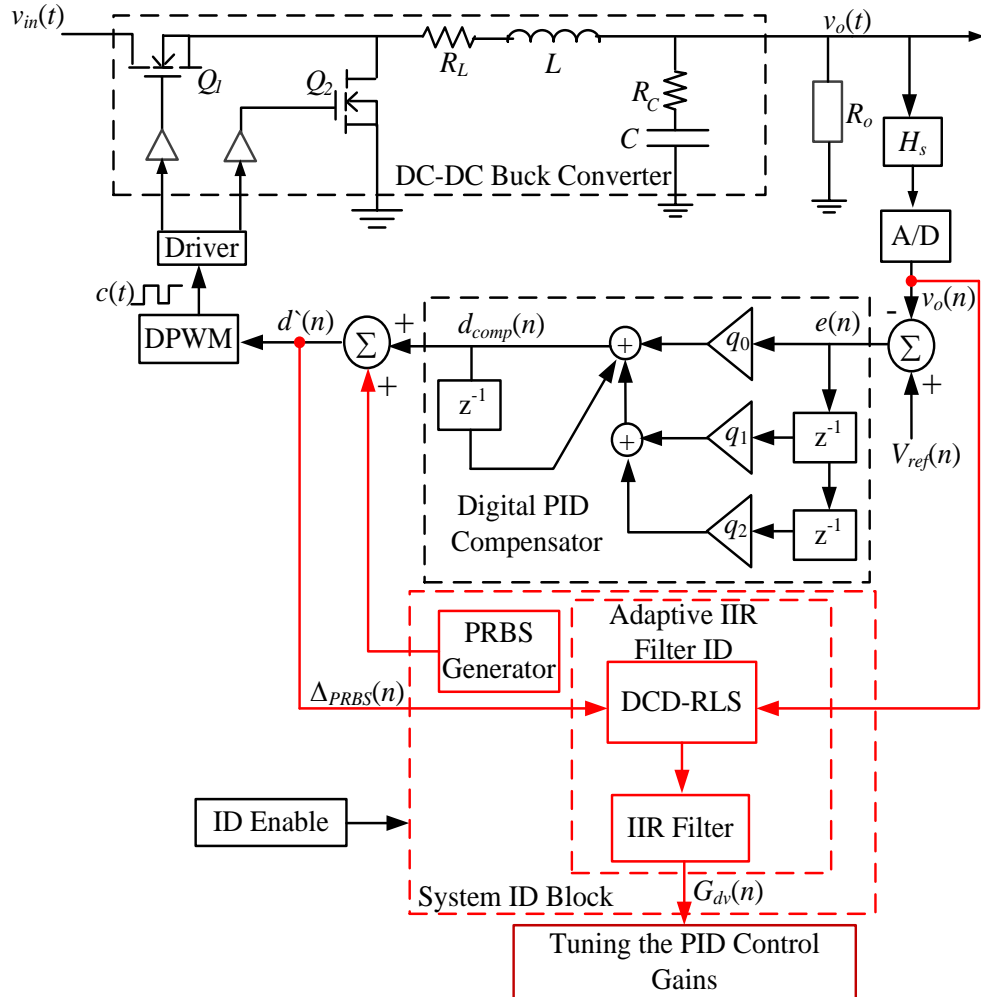 v_in(t)
v_o(t)
Q_1
Q_2
R_L
L
R_C
C
R_o
H_s
DC-DC Buck Converter
A/D
Driver
c(t)
v_o(n)
DPWM
d`(n)
Σ
+
+
d_comp(n)
+
q_0
e(n)
-
Σ
+
z^-1
+
q_1
z^-1
V_ref(n)
Digital PID
Compensator
q_2
z^-1
PRBS
Generator
Adaptive IIR
Filter ID
Δ_PRBS(n)
DCD-RLS
ID Enable
IIR Filter
System ID Block
G_dv(n)
Tuning the PID Control
Gains